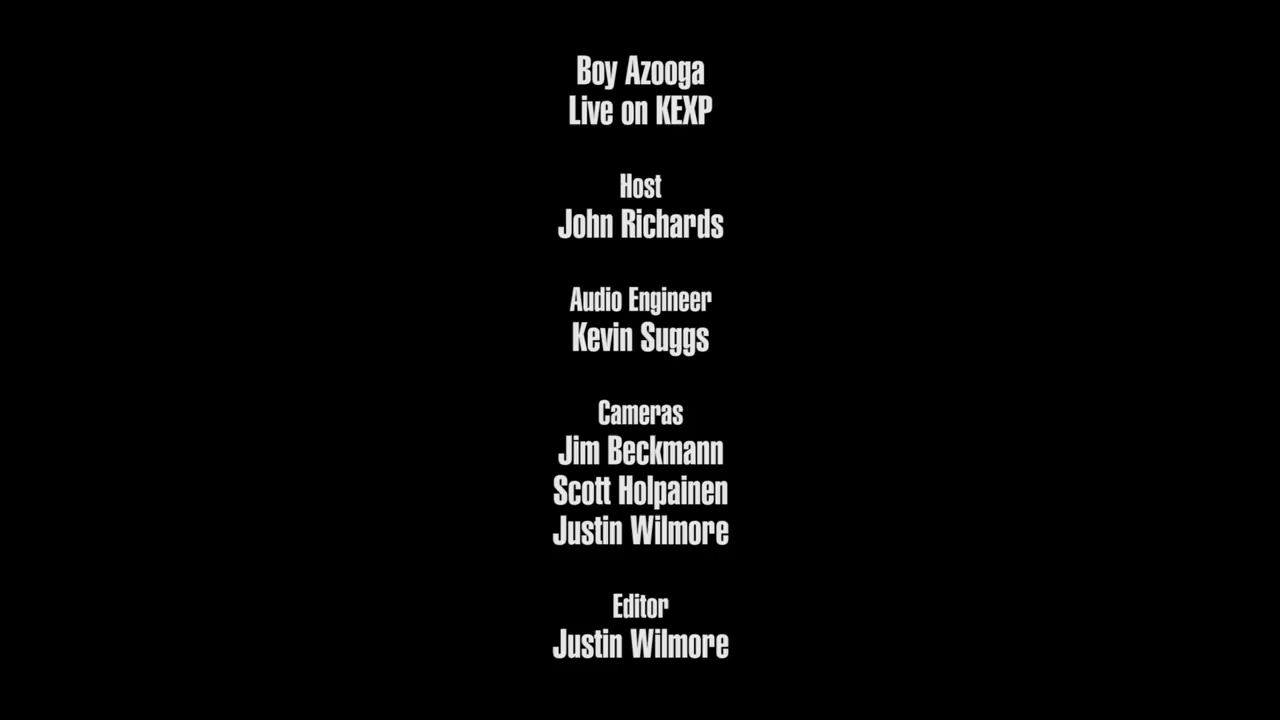 Boy Azooga
Live on KEXP
Host
John Richards
Audio Engineer
Kevin Suggs
Cameras
Jim Beckmann
Scott Holpainen
Justin Wilmore
Editor
Justin Wilmore